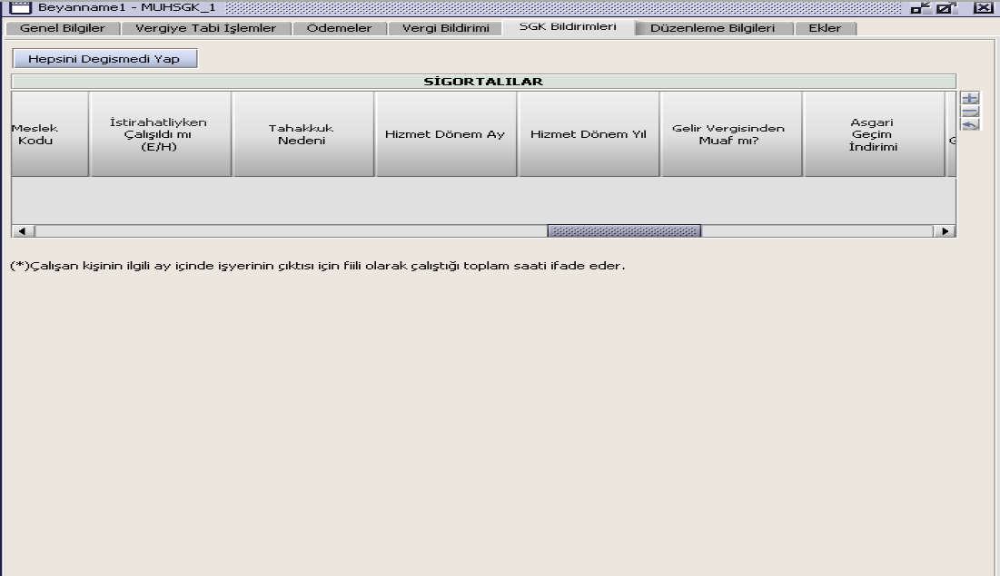 Beyanname1 - MUHSGK_1
Genel Bilgiler Vergiye Tabi İşlemler Ödemeler Vergi Bildirimi SGK Bildirimleri Düzenleme Bilgileri Ekler
Hepsini Degismedi Yap
SİGORTALILAR
Meslek
Kodu
İstirahatliyken
Çalışıldı mı
(E/H)
Tahakkuk
Nedeni
Hizmet Dönem Ay
Hizmet Dönem Yıl
Gelir Vergisinden
Muaf mı?
Asgari
Geçim
İndirimi
(*)Çalışan kişinin ilgili ay içinde işyerinin çıktısı için fiili olarak çalıştığı toplam saati ifade eder.